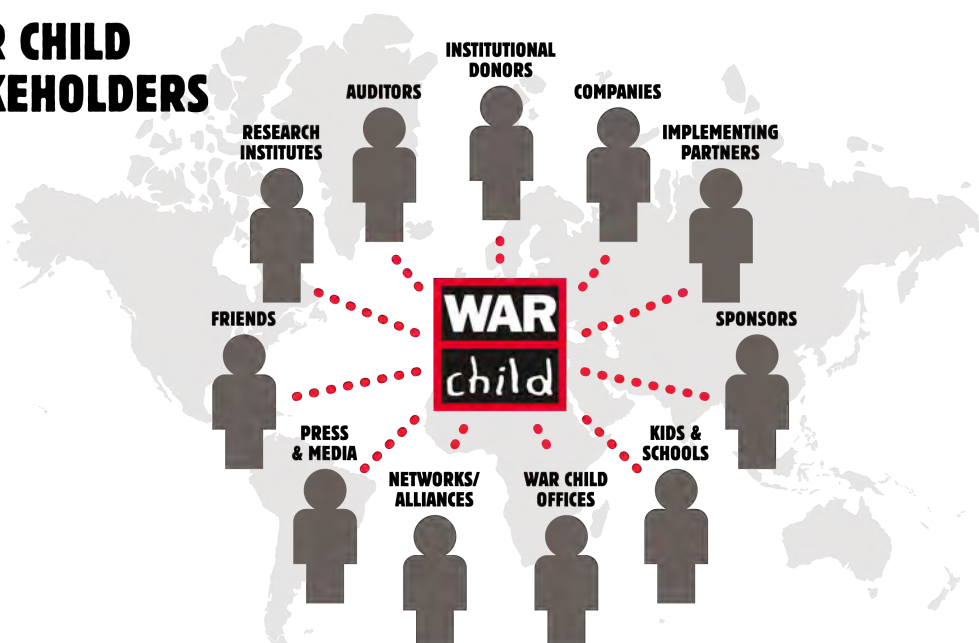 R CHILD
KEHOLDERS
INSTITUTIONAL
DONORS
AUDITORS
COMPANIES
RESEARCH
INSTITUTES
IMPLEMENTING
PARTNERS
WAR
child
FRIENDS
SPONSORS
PRESS
& MEDIA
KIDS &
SCHOOLS
NETWORKS/
ALLIANCES
WAR CHILD
OFFICES